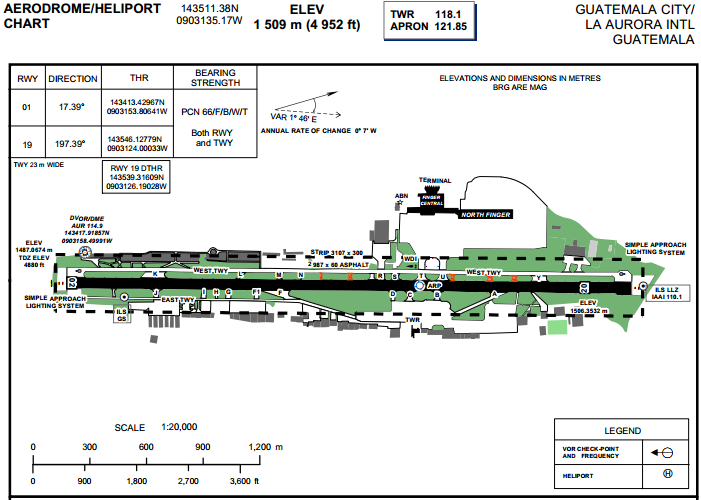 AERODROME/HELIPORT
CHART
143511.38N
0903135.17W
ELEV
1 509 m (4 952 ft)
TWR 118.1
APRON 121.85
GUATEMALA CITY/
LA AURORA INTL
GUATEMALA
RWY DIRECTION THR BEARING STRENGTH
01 17.39° 143413.42967N
0903153.80641W
PCN 66/F/B/W/T
Both RWY
and TWY
19 197.39° 143546.12779N
0903124.00033W
TWY 23 m WIDE
RWY 19 DTHR
143539.31609N
0903126.19028W
VAR 1° 46' E
ANNUAL RATE OF CHANGE 0° 7' W
ELEVATIONS AND DIMENSIONS IN METRES
BRG ARE MAG
TERMINAL
ABN
FINGER
CENTRAL
NORTH FINGER
DVOR/DME
AUR 114.9
143417.91857N
0903158.49991W
ELEV
1487.0674 m
TDZ ELEV
4880 ft
STRIP 3107 x 300
2 987 x 60 ASPHALT
WDI
SIMPLE APPROACH
LIGHTING SYSTEM
K WEST TWY L M N R S T U WEST TWY Y
02
ARP
20
ILS LLZ
IAAI 110.1
SIMPLE APPROACH
LIGHTING SYSTEM
J I H G F1 F D C B A
EAST TWY
ILS
GS
TWR
ELEV
1506.3532 m
SCALE 1:20,000
0 300 600 900 1,200 m
0 900 1,800 2,700 3,600 ft
LEGEND
VOR CHECK-POINT
AND FREQUENCY
HELIPORT H